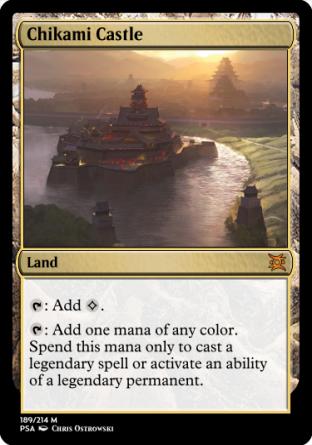 Chikami Castle
Land
: Add .
: Add one mana of any color.
Spend this mana only to cast a
legendary spell or activate an ability
of a legendary permanent.
189/214 M
PSA Chris Ostrowski